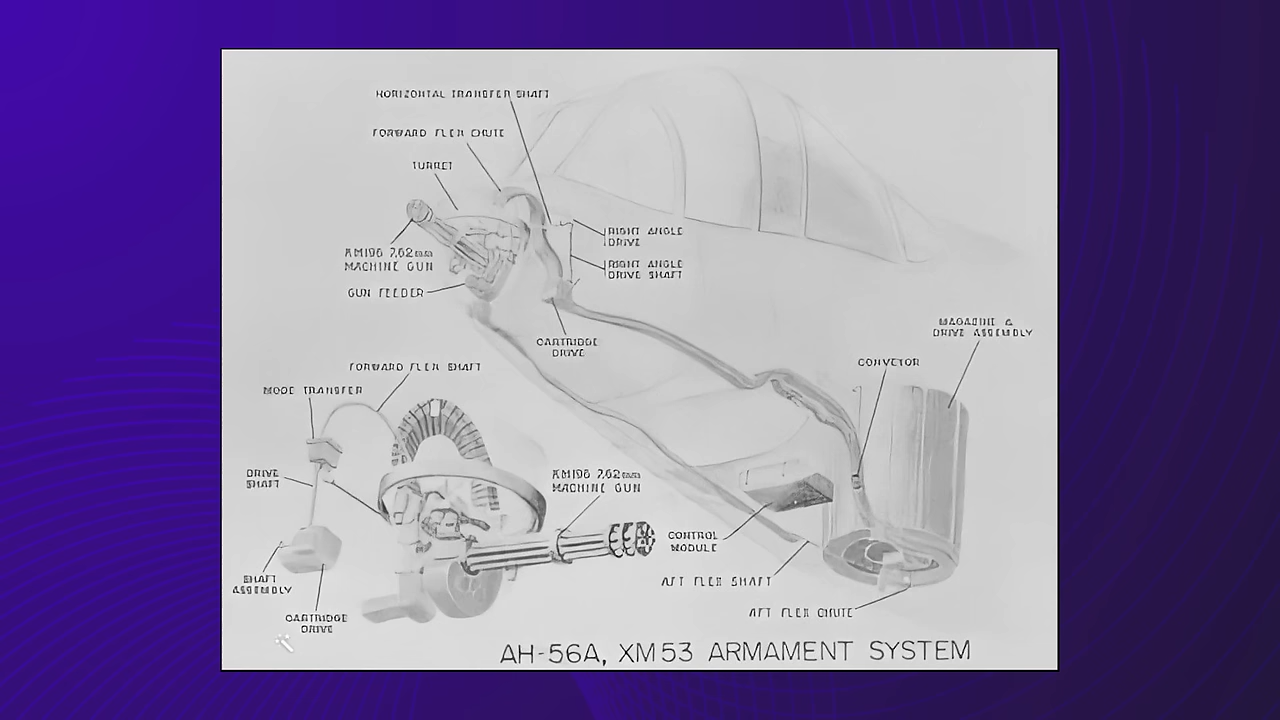 HORIZONTAL TRANSFER SHAFT
FORWARD FLEX CHUTE
TURRET
XM196 7.62mm
MACHINE GUN
GUN FEEDER
RIGHT ANGLE
DRIVE
RIGHT ANGLE
DRIVE SHAFT
CARTRIDGE
DRIVE
MAGAZINE &
DRIVE ASSEMBLY
CONVEYOR
FORWARD FLEX SHAFT
MODE TRANSFER
DRIVE
SHAFT
XM196 7.62mm
MACHINE GUN
CONTROL
MODULE
AFT FLEX SHAFT
SHAFT
ASSEMBLY
CARTRIDGE
DRIVE
AFT FLEX CHUTE
AH-56A, XM53 ARMAMENT SYSTEM